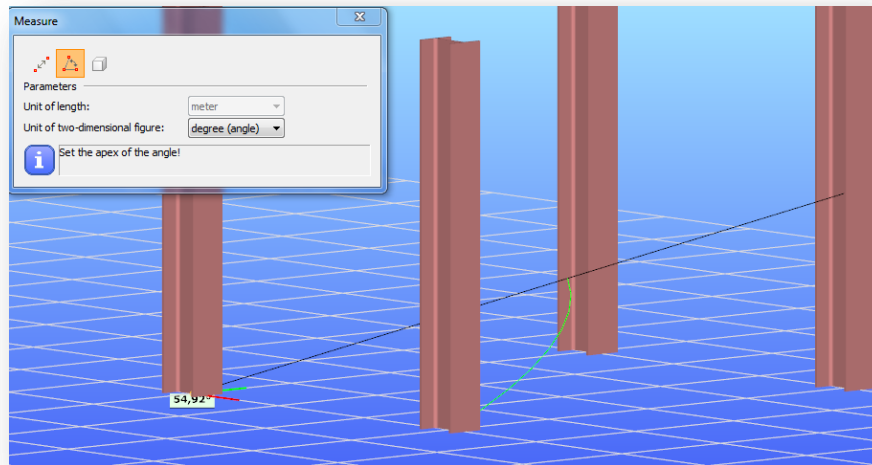 Measure
Parameters
Unit of length: meter
Unit of two-dimensional figure: degree (angle)
Set the apex of the angle!
54,92°